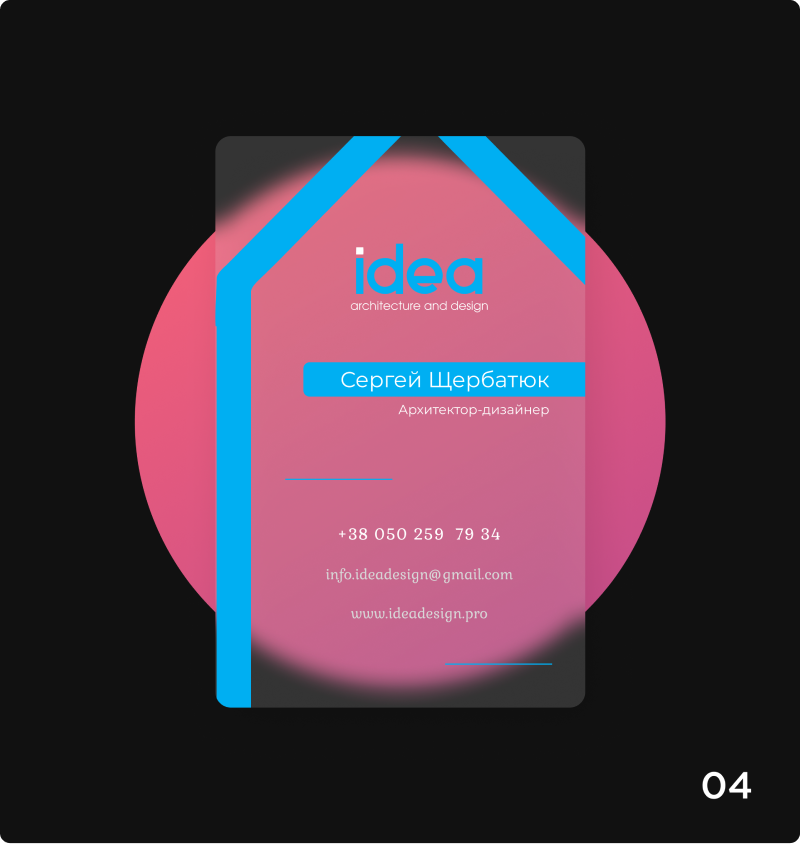 idea
architecture and design
Сергей Щербатюк
Архитектор-дизайнер
+38 050 259 79 34
info.ideadesign@gmail.com
www.ideadesign.pro
04